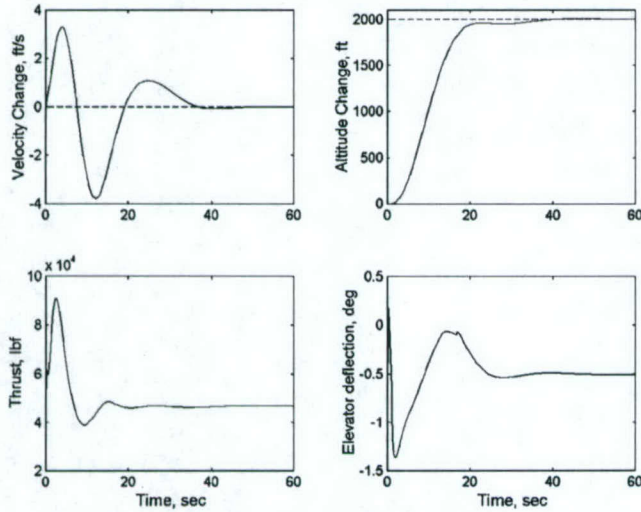 Velocity Change, ft/s
4
2
0
-2
-4
0 20 40 60
Altitude Change, ft
2000
1500
1000
500
0
0 20 40 60
Thrust, lbf
x 10⁴
10
8
6
4
2
0 20 40 60
Time, sec
Elevator deflection, deg
0.5
0
-0.5
-1
-1.5
0 20 40 60
Time, sec